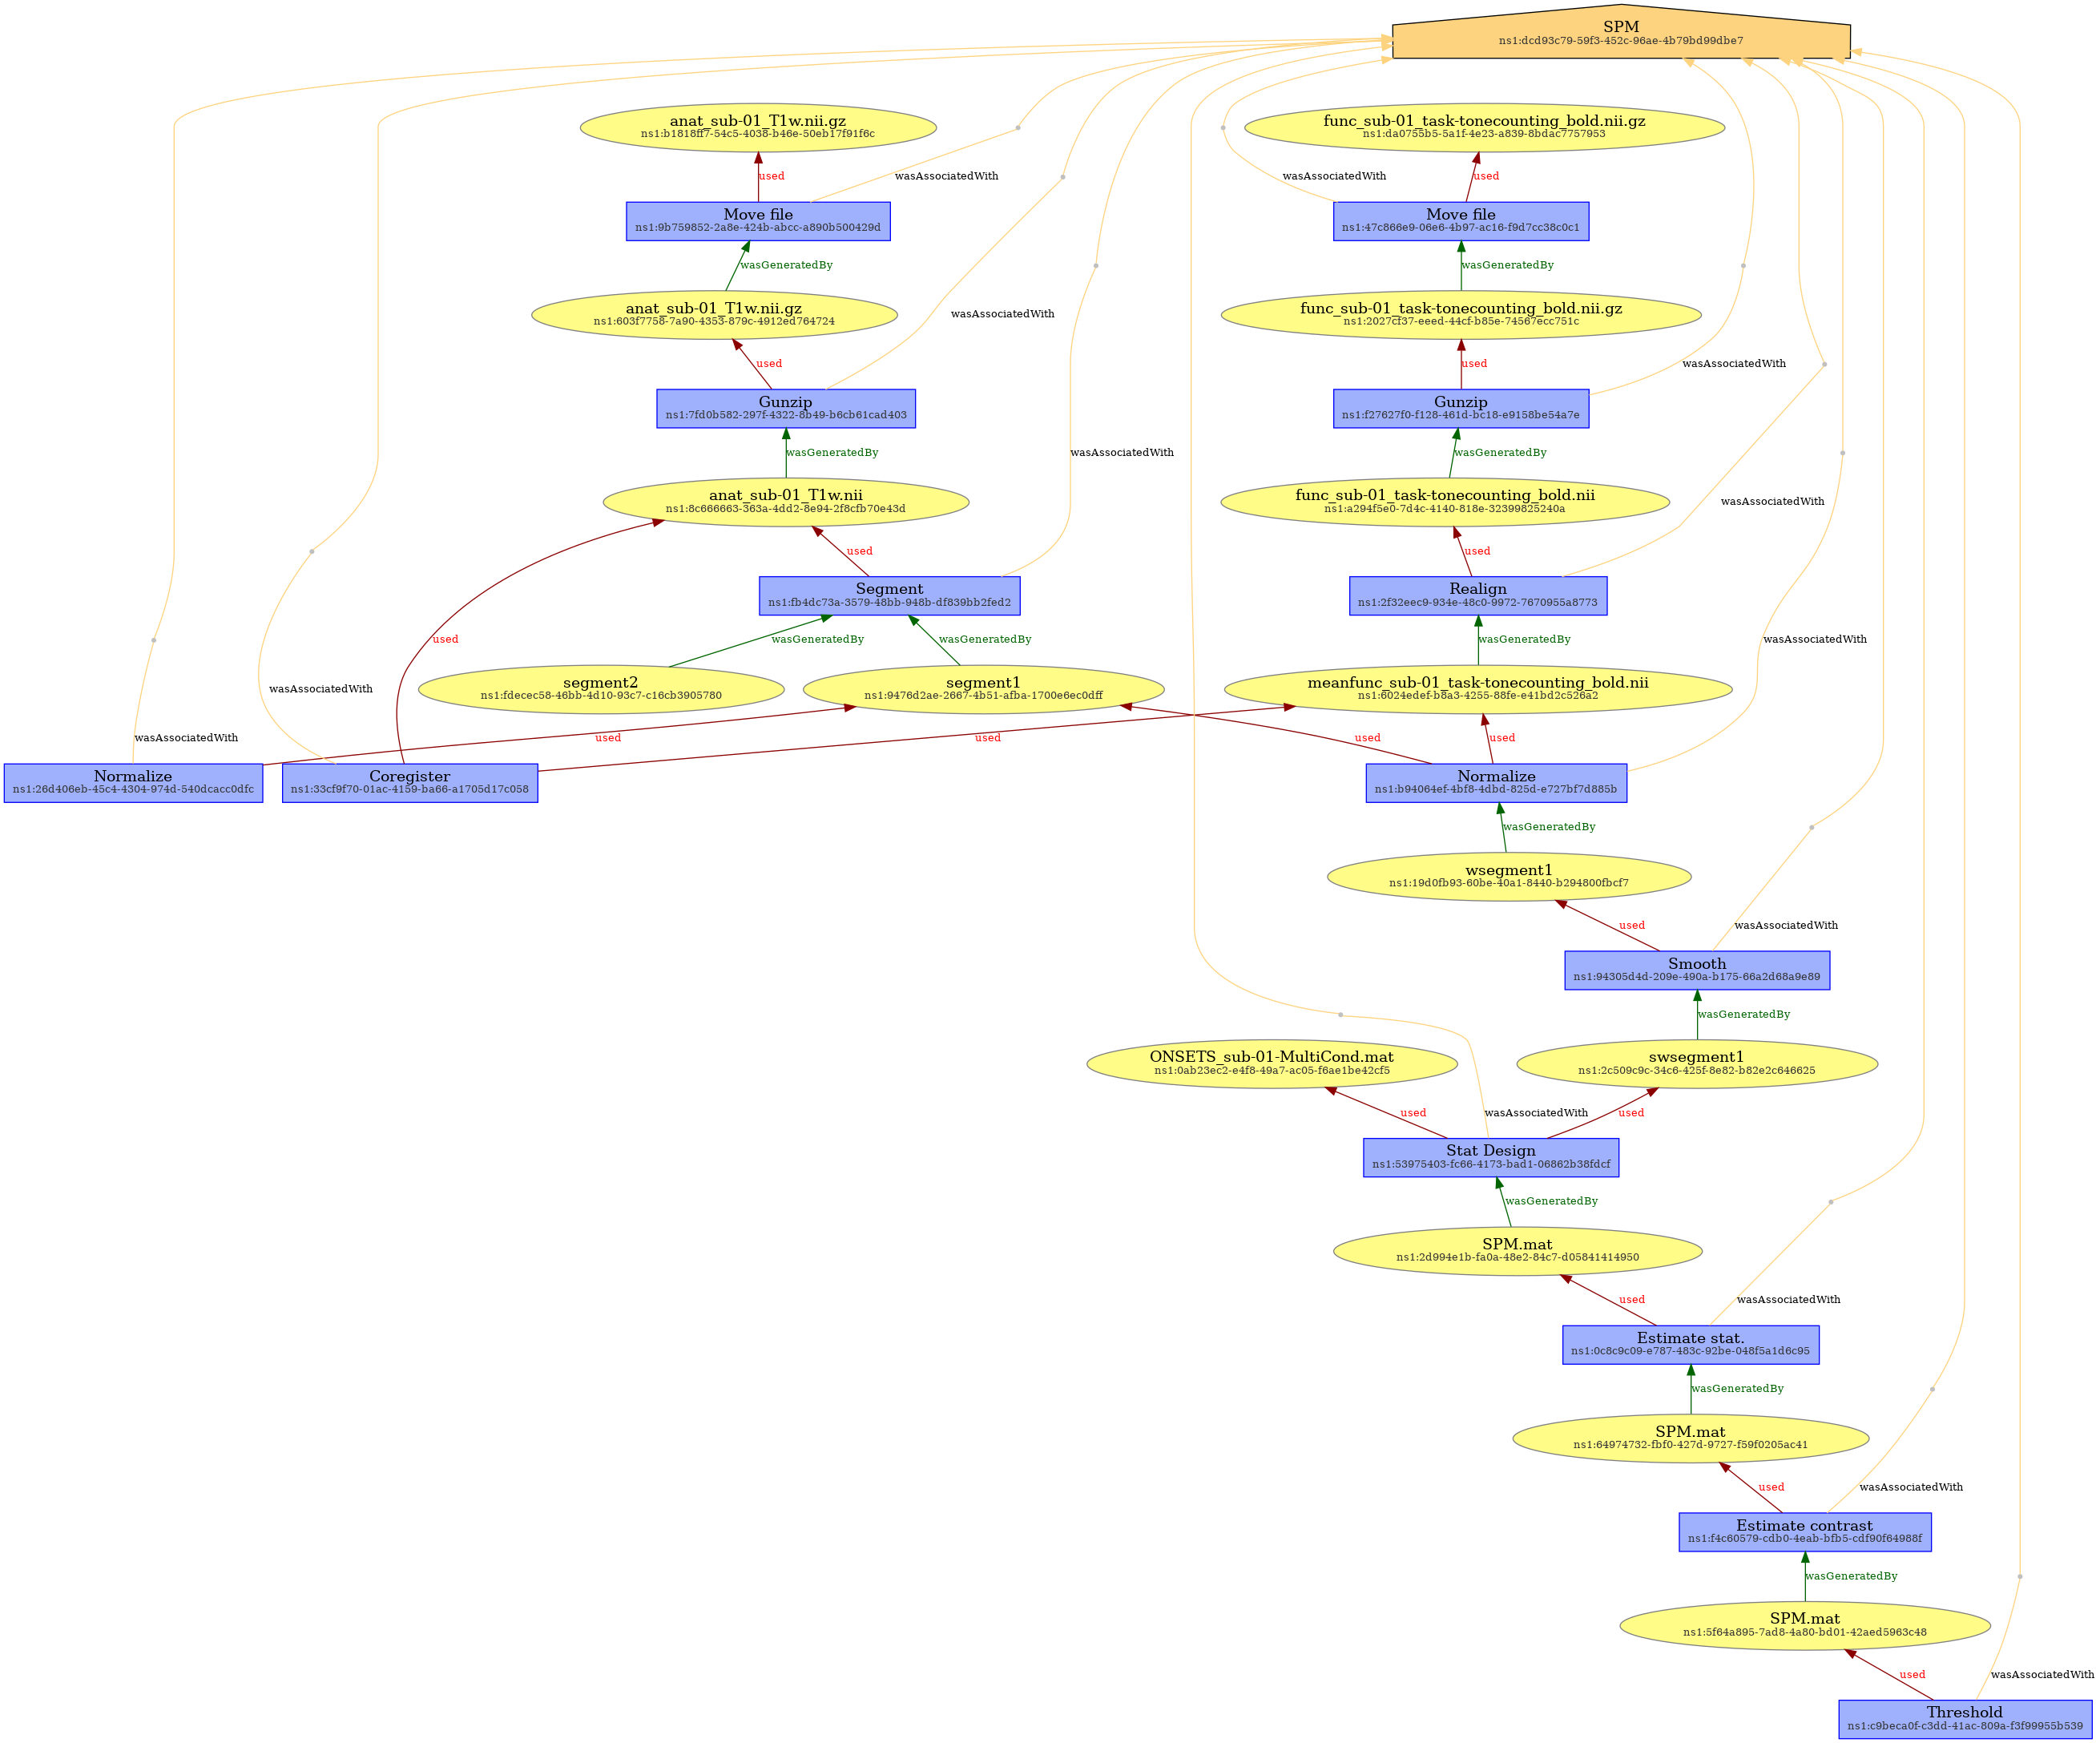 SPM
ns1:dcd93c79-59f3-452c-96ae-4b79bd99dbe7
anat_sub-01_T1w.nii.gz
ns1:b1818ff7-54c5-4038-b46e-50eb17f91f6c
func_sub-01_task-tonecounting_bold.nii.gz
ns1:da0755b5-5a1f-4e23-a839-8bdac7757953
used
wasAssociatedWith
wasAssociatedWith
used
Move file
ns1:9b759852-2a8e-424b-abcc-a890b500429d
Move file
ns1:47c866e9-06e6-4b97-ac16-f9d7cc38c0c1
wasGeneratedBy
wasGeneratedBy
anat_sub-01_T1w.nii.gz
ns1:603f7758-7a90-4353-879c-4912ed764724
wasAssociatedWith
func_sub-01_task-tonecounting_bold.nii.gz
ns1:2027cf37-eeed-44cf-b85e-74567ecc751c
used
used
wasAssociatedWith
Gunzip
ns1:7fd0b582-297f-4322-8b49-b6cb61cad403
Gunzip
ns1:f27627f0-f128-461d-bc18-e9158be54a7e
wasGeneratedBy
wasAssociatedWith
wasGeneratedBy
anat_sub-01_T1w.nii
ns1:8c666663-363a-4dd2-8e94-2f8cfb70e43d
func_sub-01_task-tonecounting_bold.nii
ns1:a294f5e0-7d4c-4140-818e-32399825240a
wasAssociatedWith
used
used
Segment
ns1:fb4dc73a-3579-48bb-948b-df839bb2fed2
Realign
ns1:2f32eec9-934e-48c0-9972-7670955a8773
used
wasGeneratedBy
wasGeneratedBy
wasGeneratedBy
wasAssociatedWith
wasAssociatedWith
segment2
ns1:fdecec58-46bb-4d10-93c7-c16cb3905780
segment1
ns1:9476d2ae-2667-4b51-afba-1700e6ec0dff
meanfunc_sub-01_task-tonecounting_bold.nii
ns1:6024edef-b8a3-4255-88fe-e41bd2c526a2
wasAssociatedWith
used
used
used
used
Normalize
ns1:26d406eb-45c4-4304-974d-540dcacc0dfc
Coregister
ns1:33cf9f70-01ac-4159-ba66-a1705d17c058
Normalize
ns1:b94064ef-4bf8-4dbd-825d-e727bf7d885b
wasGeneratedBy
wsegment1
ns1:19d0fb93-60be-40a1-8440-b294800fbcf7
used
wasAssociatedWith
Smooth
ns1:94305d4d-209e-490a-b175-66a2d68a9e89
wasGeneratedBy
ONSETS_sub-01-MultiCond.mat
ns1:0ab23ec2-e4f8-49a7-ac05-f6ae1be42cf5
swsegment1
ns1:2c509c9c-34c6-425f-8e82-b82e2c646625
used
wasAssociatedWith
used
Stat Design
ns1:53975403-fc66-4173-bad1-06862b38fdcf
wasGeneratedBy
SPM.mat
ns1:2d994e1b-fa0a-48e2-84c7-d05841414950
used
wasAssociatedWith
Estimate stat.
ns1:0c8c9c09-e787-483c-92be-048f5a1d6c95
wasGeneratedBy
SPM.mat
ns1:64974732-fbf0-427d-9727-f59f0205ac41
used
wasAssociatedWith
Estimate contrast
ns1:f4c60579-cdb0-4eab-bfb5-cdf90f64988f
wasGeneratedBy
SPM.mat
ns1:5f64a895-7ad8-4a80-bd01-42aed5963c48
used
wasAssociatedWith
Threshold
ns1:c9beca0f-c3dd-41ac-809a-f3f99955b539